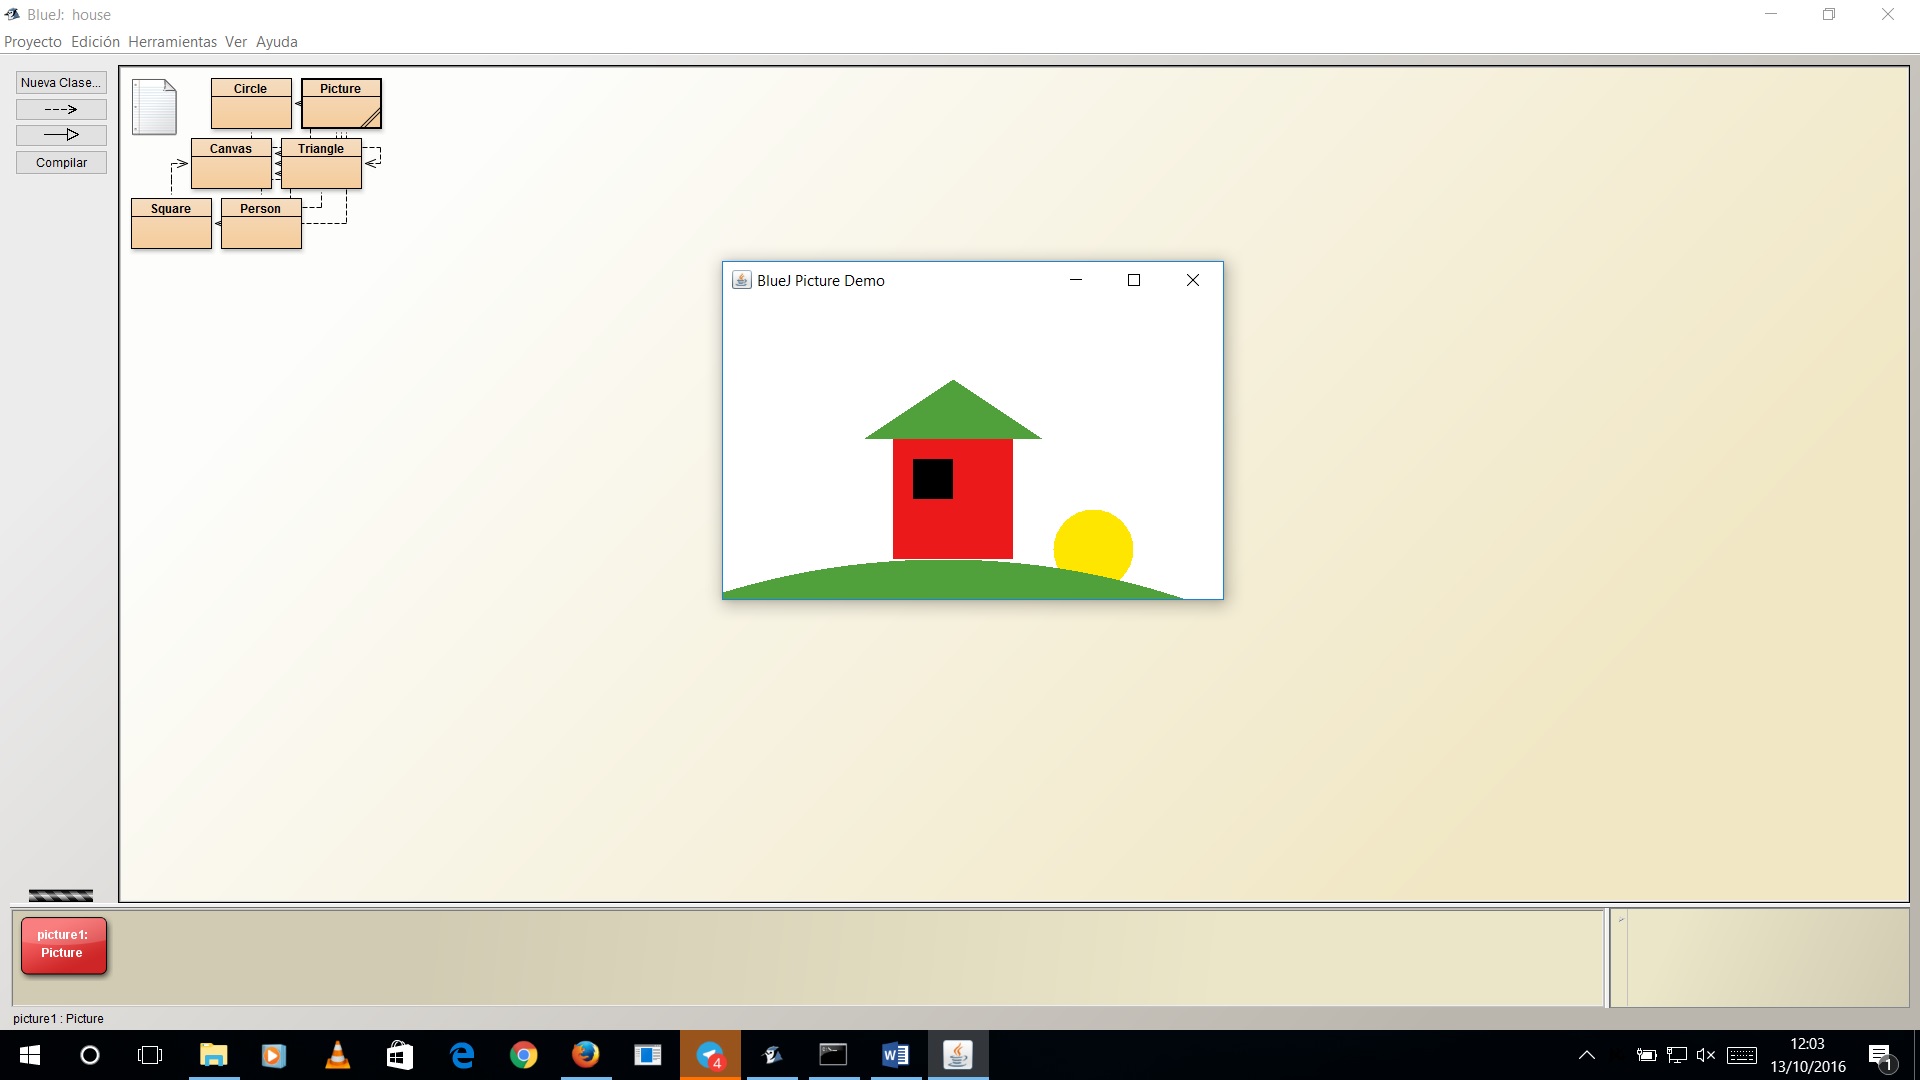 BlueJ: house
Proyecto Edición Herramientas Ver Ayuda
Nueva Clase...
Compilar
Circle
Picture
Canvas
Triangle
Square
Person
BlueJ Picture Demo
picture1:
Picture
picture1 : Picture
4
12:03
13/10/2016
1